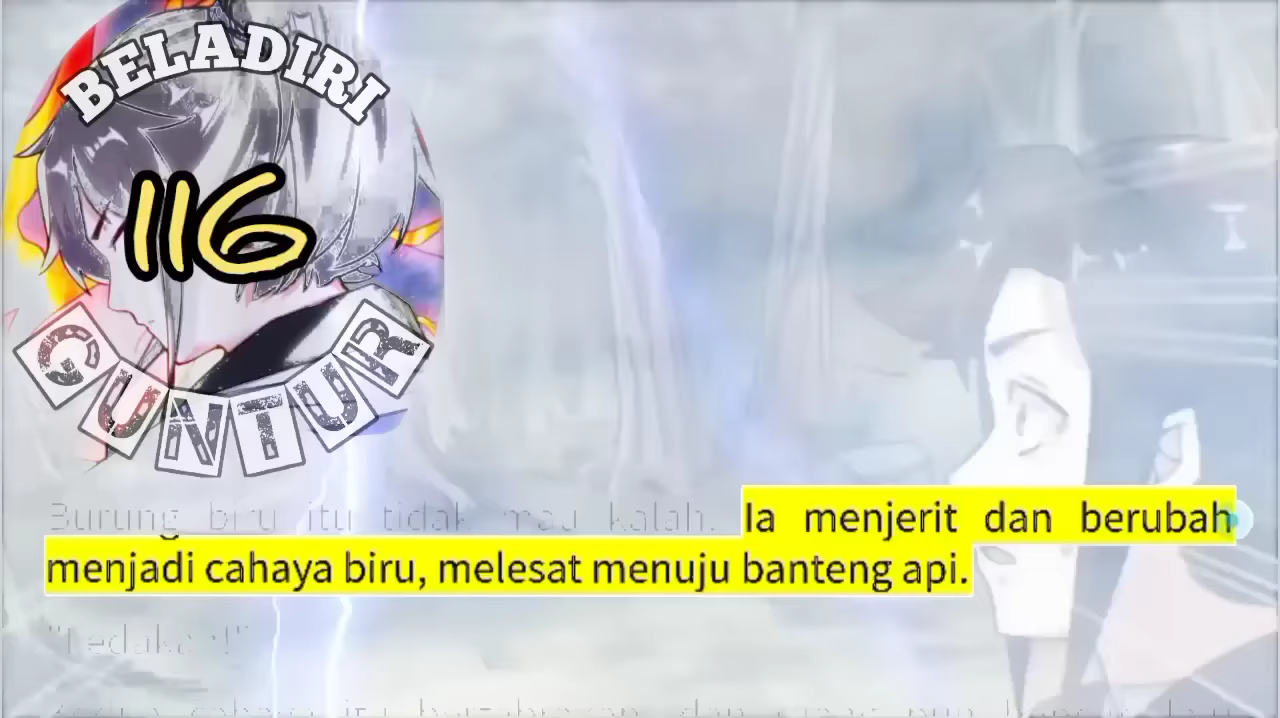 BELADIRI
116
GUNTUR
Burung biru itu tidak mau kalah. Ia menjerit dan berubah
menjadi cahaya biru, melesat menuju banteng api.
"Ledakan!"